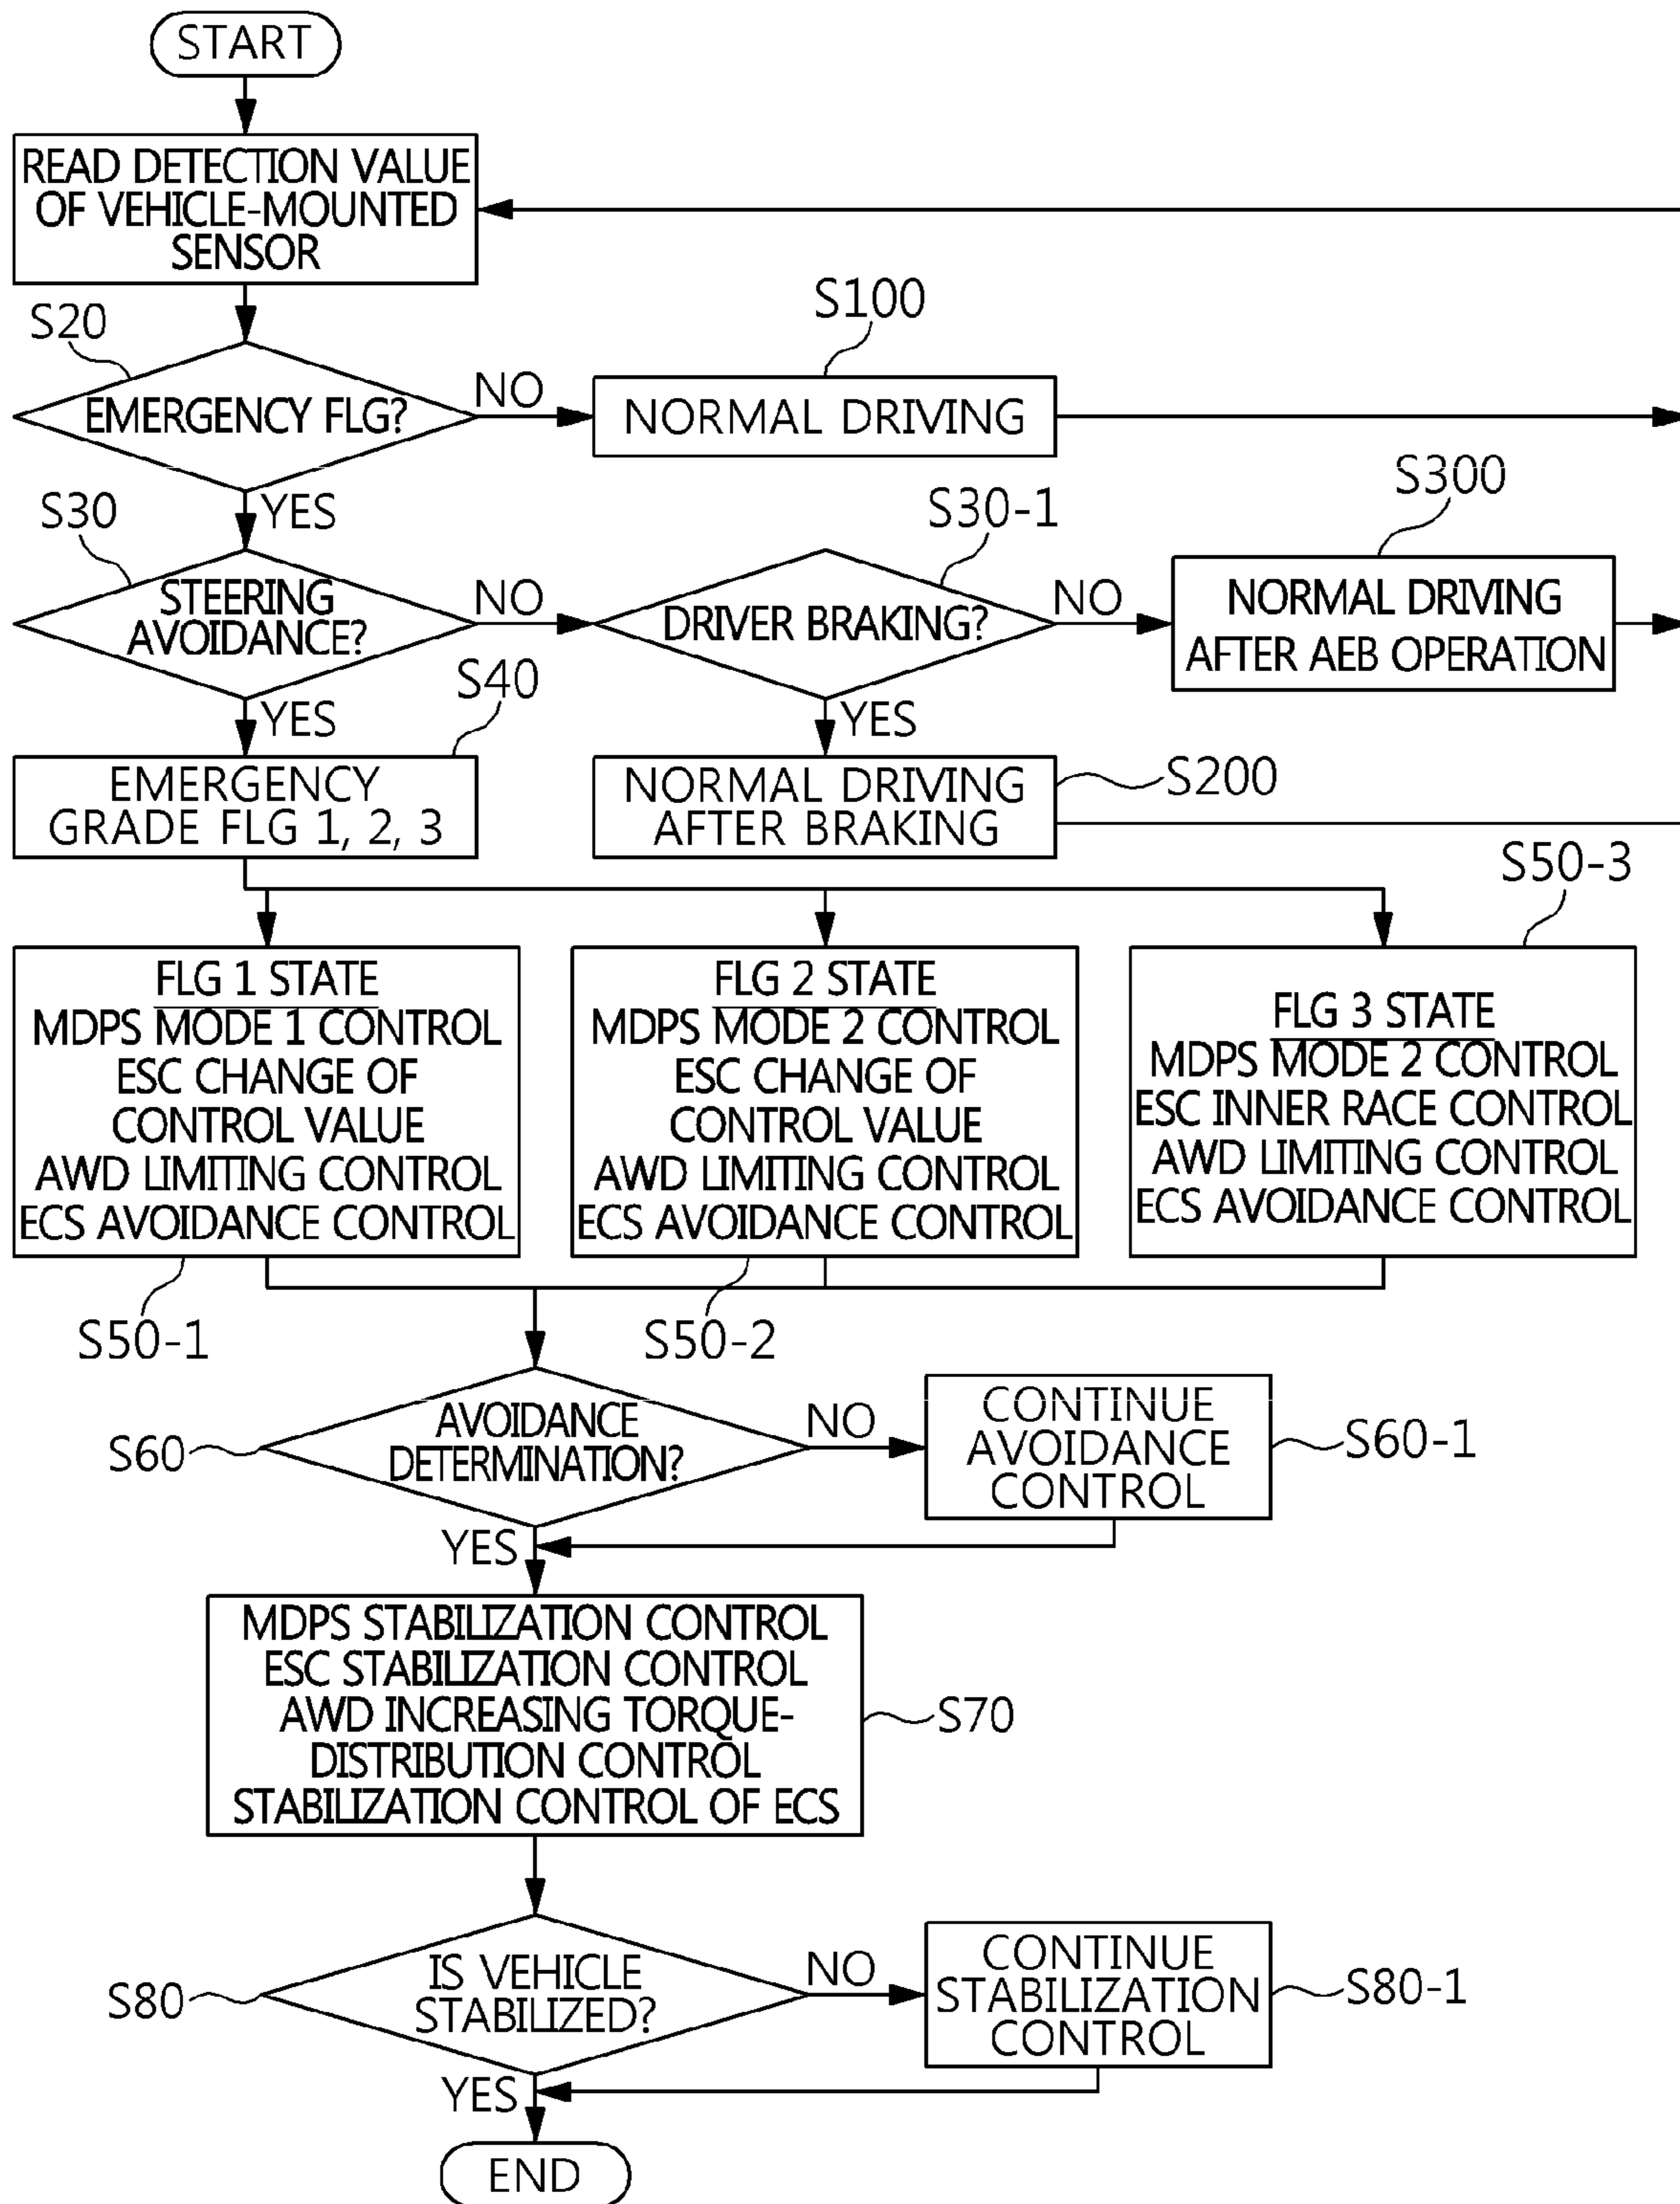 START
READ DETECTION VALUE
OF VEHICLE-MOUNTED
SENSOR
S20
EMERGENCY FLG?
NO
S100
NORMAL DRIVING
YES
S30
STEERING
AVOIDANCE?
NO
S30-1
DRIVER BRAKING?
NO
S300
NORMAL DRIVING
AFTER AEB OPERATION
YES
S40
EMERGENCY
GRADE FLG 1, 2, 3
YES
NORMAL DRIVING
AFTER BRAKING
S200
FLG 1 STATE
MDPS MODE 1 CONTROL
ESC CHANGE OF
CONTROL VALUE
AWD LIMITING CONTROL
ECS AVOIDANCE CONTROL
S50-1
FLG 2 STATE
MDPS MODE 2 CONTROL
ESC CHANGE OF
CONTROL VALUE
AWD LIMITING CONTROL
ECS AVOIDANCE CONTROL
S50-2
S50-3
FLG 3 STATE
MDPS MODE 2 CONTROL
ESC INNER RACE CONTROL
AWD LIMITING CONTROL
ECS AVOIDANCE CONTROL
S60
AVOIDANCE
DETERMINATION?
NO
CONTINUE
AVOIDANCE
CONTROL
S60-1
YES
MDPS STABILIZATION CONTROL
ESC STABILIZATION CONTROL
AWD INCREASING TORQUE-
DISTRIBUTION CONTROL
STABILIZATION CONTROL OF ECS
S70
S80
IS VEHICLE
STABILIZED?
NO
CONTINUE
STABILIZATION
CONTROL
S80-1
YES
END